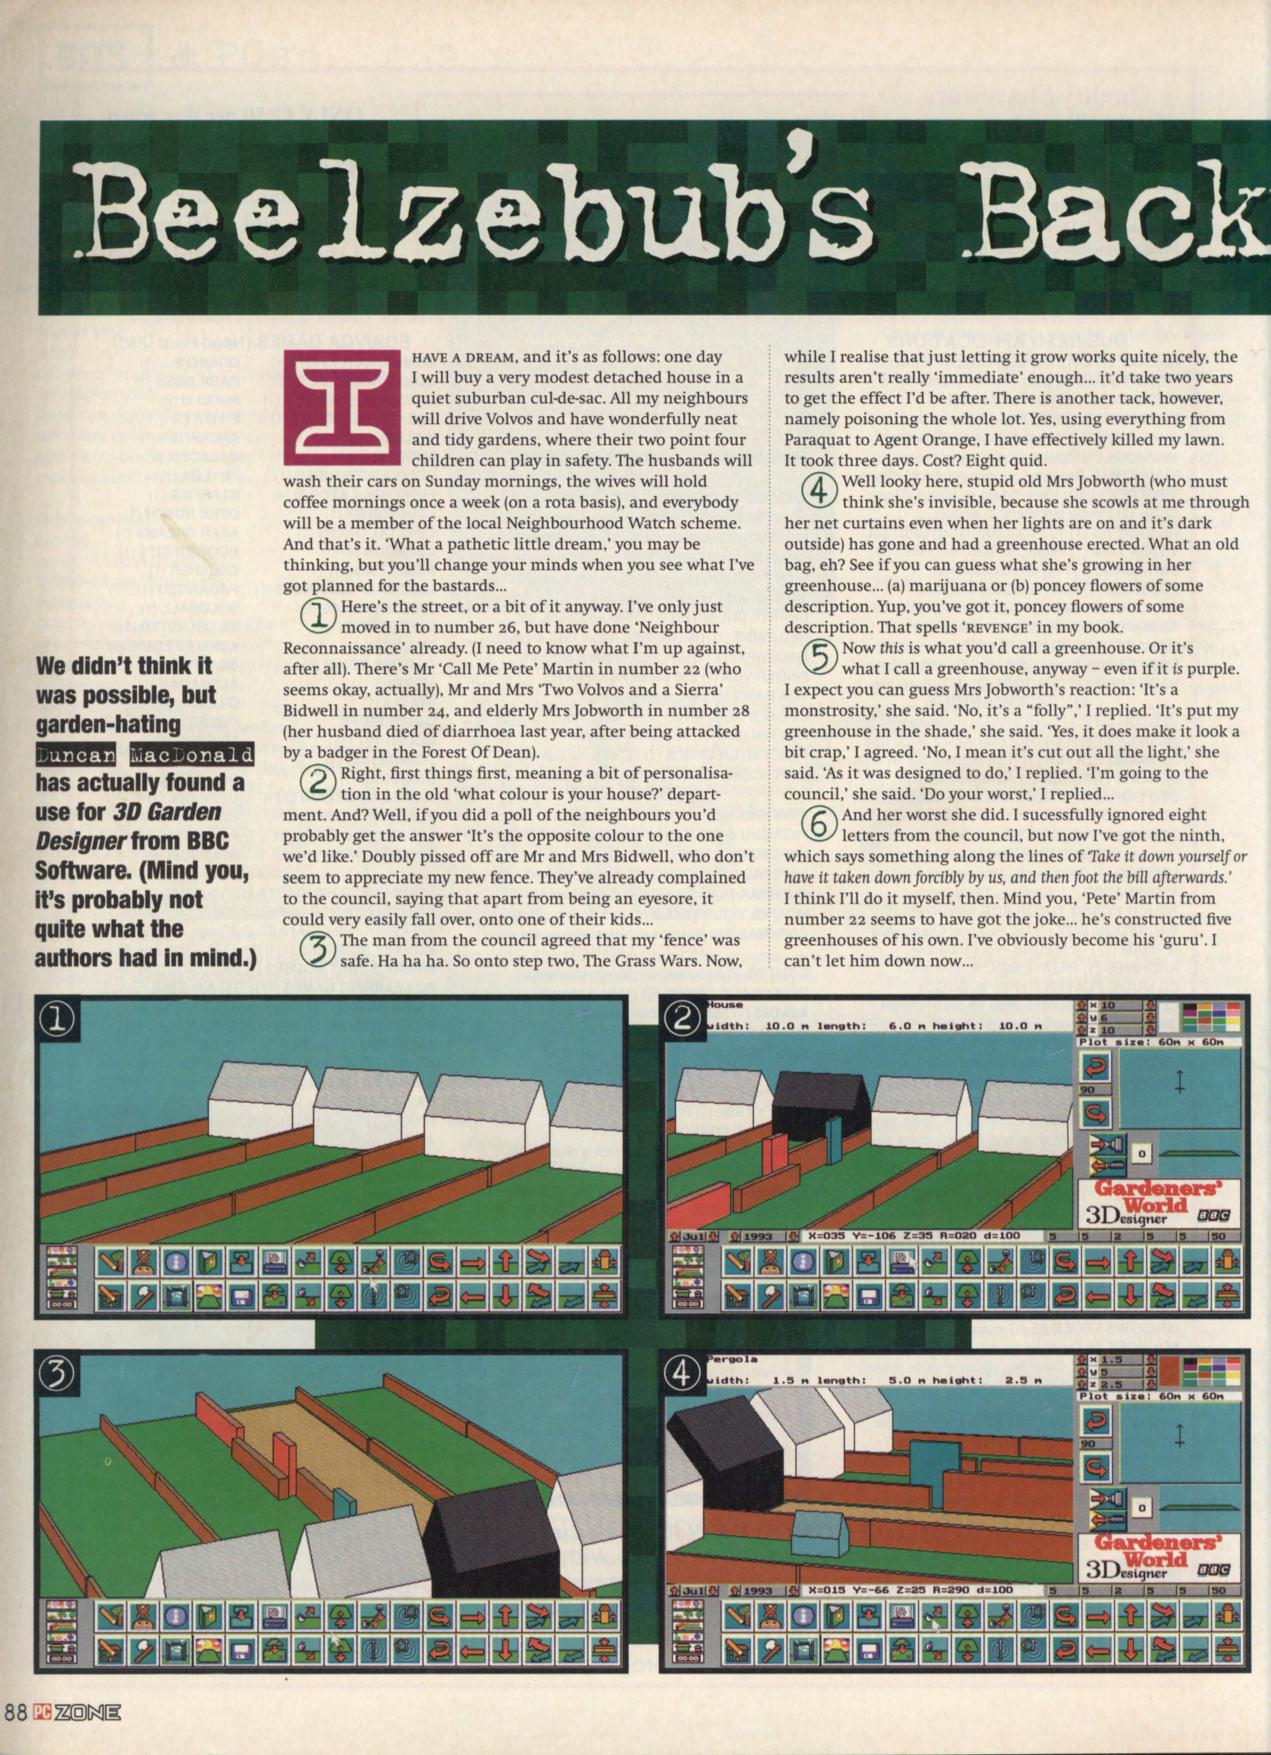 Beelzebub's Back
We didn't think it
was possible, but
garden-hating
Duncan MacDonald
has actually found a
use for 3D Garden
Designer from BBC
Software. (Mind you,
it's probably not
quite what the
authors had in mind.)
I HAVE A DREAM, and it's as follows: one day
I will buy a very modest detached house in a
quiet suburban cul-de-sac. All my neighbours
will drive Volvos and have wonderfully neat
and tidy gardens, where their two point four
children can play in safety. The husbands will
wash their cars on Sunday mornings, the wives will hold
coffee mornings once a week (on a rota basis), and everybody
will be a member of the local Neighbourhood Watch scheme.
And that's it. 'What a pathetic little dream,' you may be
thinking, but you'll change your minds when you see what I've
got planned for the bastards...
1 Here's the street, or a bit of it anyway. I've only just
moved in to number 26, but have done 'Neighbour
Reconnaissance' already. (I need to know what I'm up against,
after all). There's Mr 'Call Me Pete' Martin in number 22 (who
seems okay, actually), Mr and Mrs 'Two Volvos and a Sierra'
Bidwell in number 24, and elderly Mrs Jobworth in number 28
(her husband died of diarrhoea last year, after being attacked
by a badger in the Forest Of Dean).
2 Right, first things first, meaning a bit of personalisa-
tion in the old 'what colour is your house?' depart-
ment. And? Well, if you did a poll of the neighbours you'd
probably get the answer 'It's the opposite colour to the one
we'd like.' Doubly pissed off are Mr and Mrs Bidwell, who don't
seem to appreciate my new fence. They've already complained
to the council, saying that apart from being an eyesore, it
could very easily fall over, onto one of their kids...
3 The man from the council agreed that my 'fence' was
safe. Ha ha ha. So onto step two, The Grass Wars. Now,
while I realise that just letting it grow works quite nicely, the
results aren't really 'immediate' enough... it'd take two years
to get the effect I'd be after. There is another tack, however,
namely poisoning the whole lot. Yes, using everything from
Paraquat to Agent Orange, I have effectively killed my lawn.
It took three days. Cost? Eight quid.
4 Well looky here, stupid old Mrs Jobworth (who must
think she's invisible, because she scowls at me through
her net curtains even when her lights are on and it's dark
outside) has gone and had a greenhouse erected. What an old
bag, eh? See if you can guess what she's growing in her
greenhouse... (a) marijuana or (b) poncey flowers of some
description. Yup, you've got it, poncey flowers of some
description. That spells 'REVENGE' in my book.
5 Now this is what you'd call a greenhouse. Or it's
what I call a greenhouse, anyway – even if it is purple.
I expect you can guess Mrs Jobworth's reaction: 'It's a
monstrosity,' she said. 'No, it's a "folly",' I replied. 'It's put my
greenhouse in the shade,' she said. 'Yes, it does make it look a
bit crap,' I agreed. 'No, I mean it's cut out all the light,' she
said. 'As it was designed to do,' I replied. 'I'm going to the
council,' she said. 'Do your worst,' I replied...
6 And her worst she did. I sucessfully ignored eight
letters from the council, but now I've got the ninth,
which says something along the lines of 'Take it down yourself or
have it taken down forcibly by us, and then foot the bill afterwards.'
I think I'll do it myself, then. Mind you, 'Pete' Martin from
number 22 seems to have got the joke... he's constructed five
greenhouses of his own. I've obviously become his 'guru'. I
can't let him down now...
1
2
House
width: 10.0 m length: 6.0 m height: 10.0 m
x 10
y 6
z 10
Plot size: 60m x 60m
90
0
Gardeners'
World
3Designer BBC
Jul 1993 X=035 Y=-106 Z=35 R=020 d=100 5 5 2 5 5 50
3
4
Pergola
width: 1.5 m length: 5.0 m height: 2.5 m
x 1.5
y 5
z 2.5
Plot size: 60m x 60m
90
0
Gardeners'
World
3Designer BBC
Jul 1993 X=015 Y=-66 Z=25 R=290 d=100 5 5 2 5 5 50
88 PC ZONE